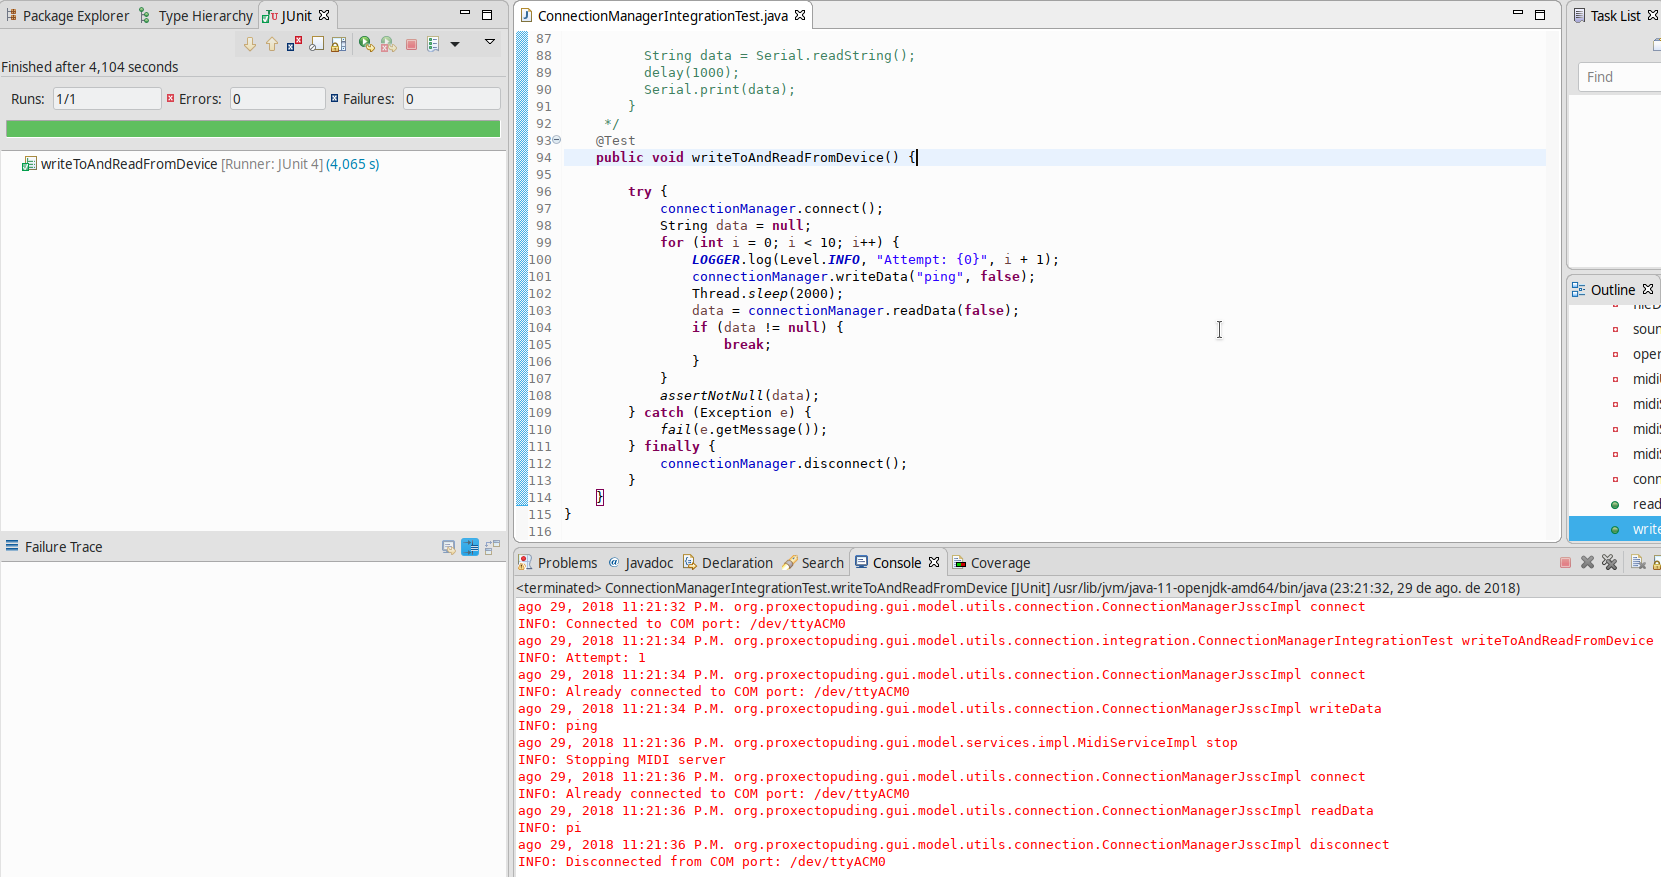 Package Explorer Type Hierarchy JUnit
Finished after 4,104 seconds
Runs: 1/1 Errors: 0 Failures: 0
writeToAndReadFromDevice [Runner: JUnit 4] (4,065 s)
Failure Trace
ConnectionManagerIntegrationTest.java
87
88 String data = Serial.readString();
89 delay(1000);
90 Serial.print(data);
91 }
92 */
93 @Test
94 public void writeToAndReadFromDevice() {
95
96 try {
97 connectionManager.connect();
98 String data = null;
99 for (int i = 0; i < 10; i++) {
100 LOGGER.log(Level.INFO, "Attempt: {0}", i + 1);
101 connectionManager.writeData("ping", false);
102 Thread.sleep(2000);
103 data = connectionManager.readData(false);
104 if (data != null) {
105 break;
106 }
107 }
108 assertNotNull(data);
109 } catch (Exception e) {
110 fail(e.getMessage());
111 } finally {
112 connectionManager.disconnect();
113 }
114 }
115 }
116
Task List
Find
Outline
soun
oper
midi
midi
midi
midi
conn
read
write
Problems @ Javadoc Declaration Search Console Coverage
<terminated> ConnectionManagerIntegrationTest.writeToAndReadFromDevice [JUnit] /usr/lib/jvm/java-11-openjdk-amd64/bin/java (23:21:32, 29 de ago. de 2018)
ago 29, 2018 11:21:32 P.M. org.proxectopuding.gui.model.utils.connection.ConnectionManagerJsscImpl connect
INFO: Connected to COM port: /dev/ttyACM0
ago 29, 2018 11:21:34 P.M. org.proxectopuding.gui.model.utils.connection.integration.ConnectionManagerIntegrationTest writeToAndReadFromDevice
INFO: Attempt: 1
ago 29, 2018 11:21:34 P.M. org.proxectopuding.gui.model.utils.connection.ConnectionManagerJsscImpl connect
INFO: Already connected to COM port: /dev/ttyACM0
ago 29, 2018 11:21:34 P.M. org.proxectopuding.gui.model.utils.connection.ConnectionManagerJsscImpl writeData
INFO: ping
ago 29, 2018 11:21:36 P.M. org.proxectopuding.gui.model.services.impl.MidiServiceImpl stop
INFO: Stopping MIDI server
ago 29, 2018 11:21:36 P.M. org.proxectopuding.gui.model.utils.connection.ConnectionManagerJsscImpl connect
INFO: Already connected to COM port: /dev/ttyACM0
ago 29, 2018 11:21:36 P.M. org.proxectopuding.gui.model.utils.connection.ConnectionManagerJsscImpl readData
INFO: pi
ago 29, 2018 11:21:36 P.M. org.proxectopuding.gui.model.utils.connection.ConnectionManagerJsscImpl disconnect
INFO: Disconnected from COM port: /dev/ttyACM0